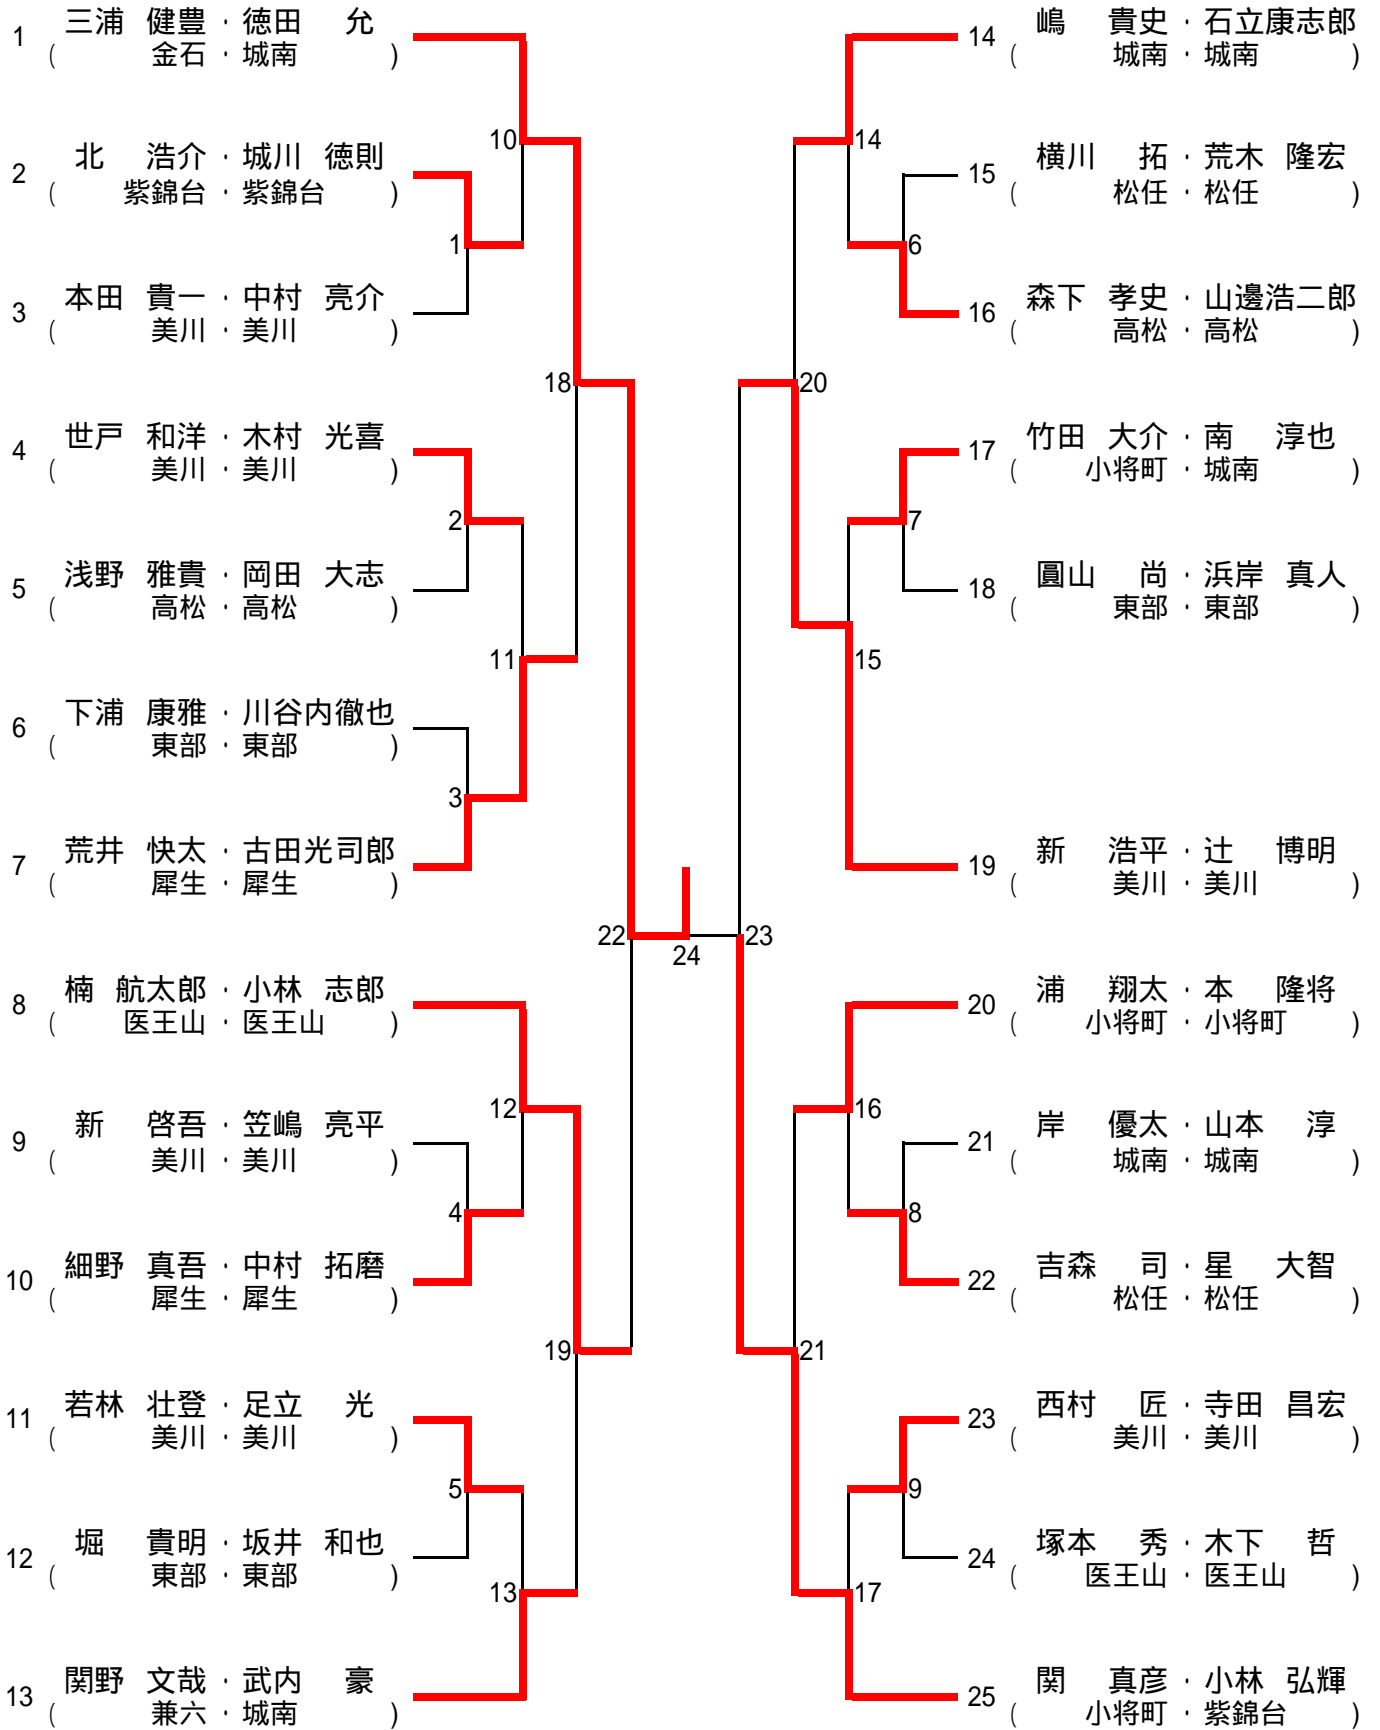 1 三浦 健豊・徳田 允
( 金石・城南 )
2 北 浩介・城川 徳則
( 紫錦台・紫錦台 )
3 本田 貴一・中村 亮介
( 美川・美川 )
4 世戸 和洋・木村 光喜
( 美川・美川 )
5 浅野 雅貴・岡田 大志
( 高松・高松 )
6 下浦 康雅・川谷内徹也
( 東部・東部 )
7 荒井 快太・古田光司郎
( 犀生・犀生 )
8 楠 航太郎・小林 志郎
( 医王山・医王山 )
9 新 啓吾・笠嶋 亮平
( 美川・美川 )
10 細野 真吾・中村 拓磨
( 犀生・犀生 )
11 若林 壮登・足立 光
( 美川・美川 )
12 堀 貴明・坂井 和也
( 東部・東部 )
13 関野 文哉・武内 豪
( 兼六・城南 )
10
1
18
2
11
3
22
12
4
19
5
13
24
14
6
20
7
15
23
16
8
21
9
17
14 嶋 貴史・石立康志郎
( 城南・城南 )
15 横川 拓・荒木 隆宏
( 松任・松任 )
16 森下 孝史・山邊浩二郎
( 高松・高松 )
17 竹田 大介・南 淳也
( 小将町・城南 )
18 圓山 尚・浜岸 真人
( 東部・東部 )
19 新 浩平・辻 博明
( 美川・美川 )
20 浦 翔太・本 隆将
( 小将町・小将町 )
21 岸 優太・山本 淳
( 城南・城南 )
22 吉森 司・星 大智
( 松任・松任 )
23 西村 匠・寺田 昌宏
( 美川・美川 )
24 塚本 秀・木下 哲
( 医王山・医王山 )
25 関 真彦・小林 弘輝
( 小将町・紫錦台 )